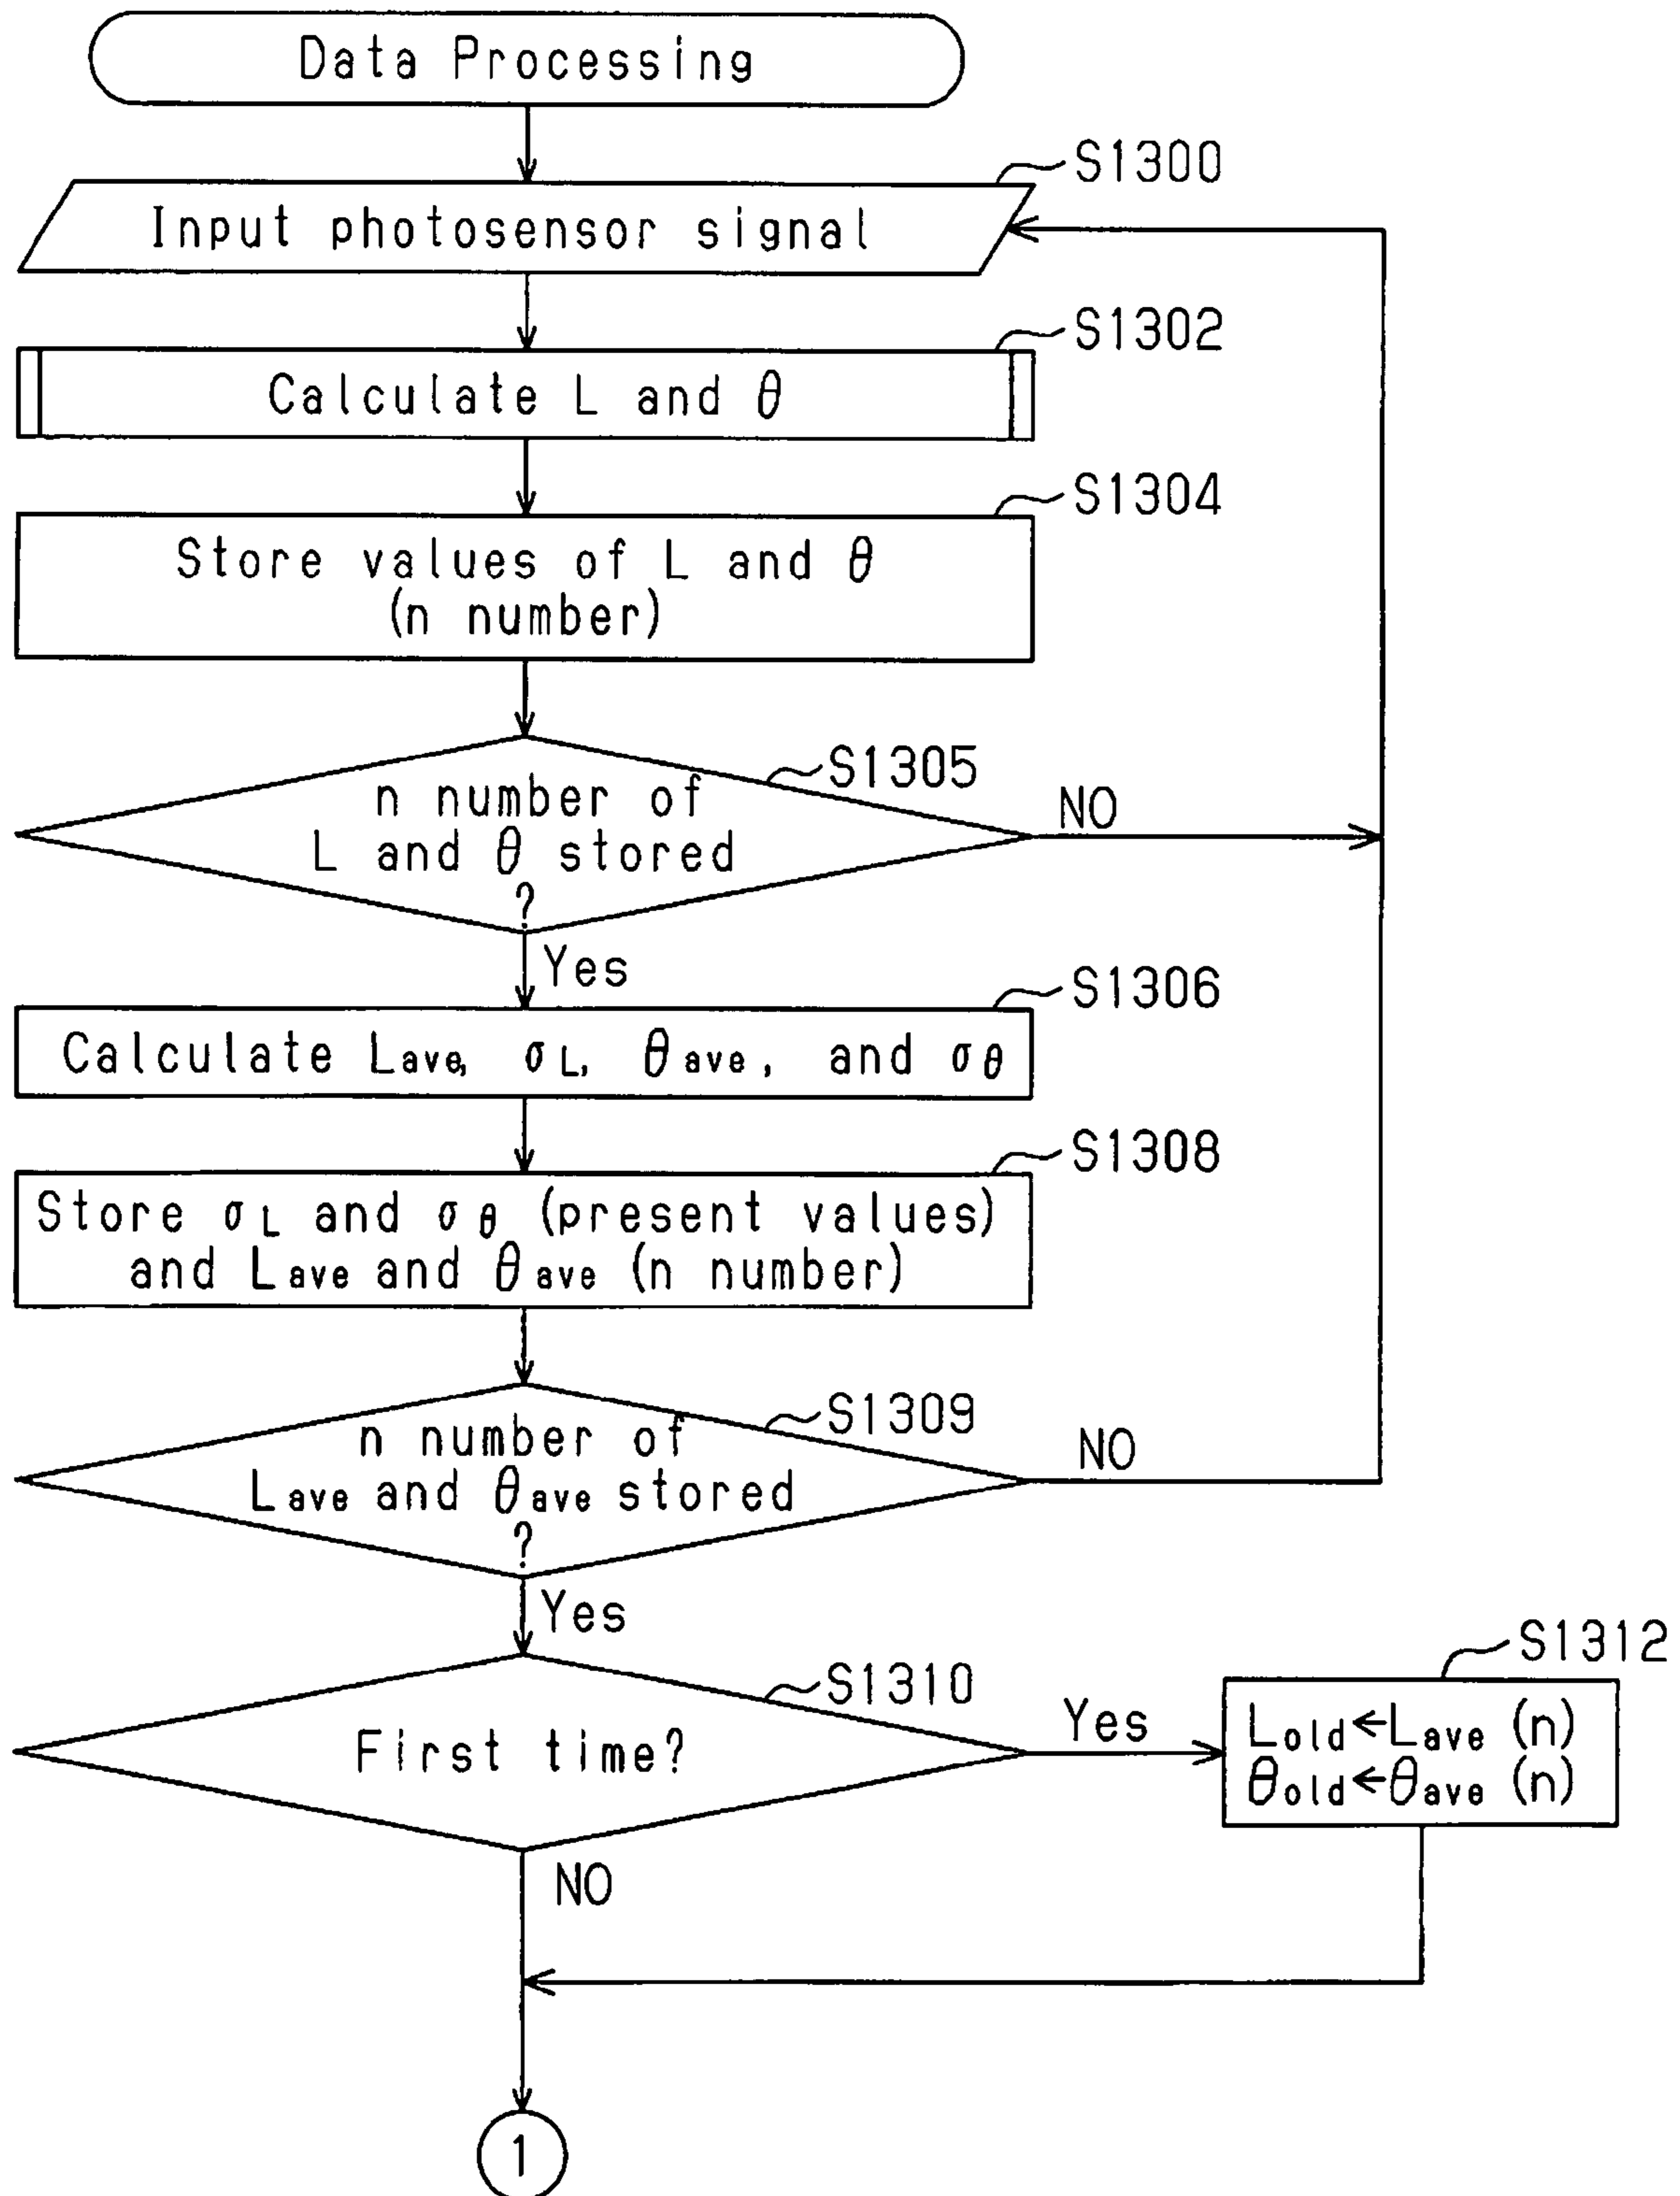 Data Processing
S1300
Input photosensor signal
S1302
Calculate L and θ
S1304
Store values of L and θ
(n number)
S1305
n number of
L and θ stored
?
NO
Yes
S1306
Calculate Lave, σL, θave, and σθ
S1308
Store σL and σθ (present values)
and Lave and θave (n number)
S1309
n number of
Lave and θave stored
?
NO
Yes
S1310
First time?
Yes
S1312
Lold←Lave (n)
θold←θave (n)
NO
1